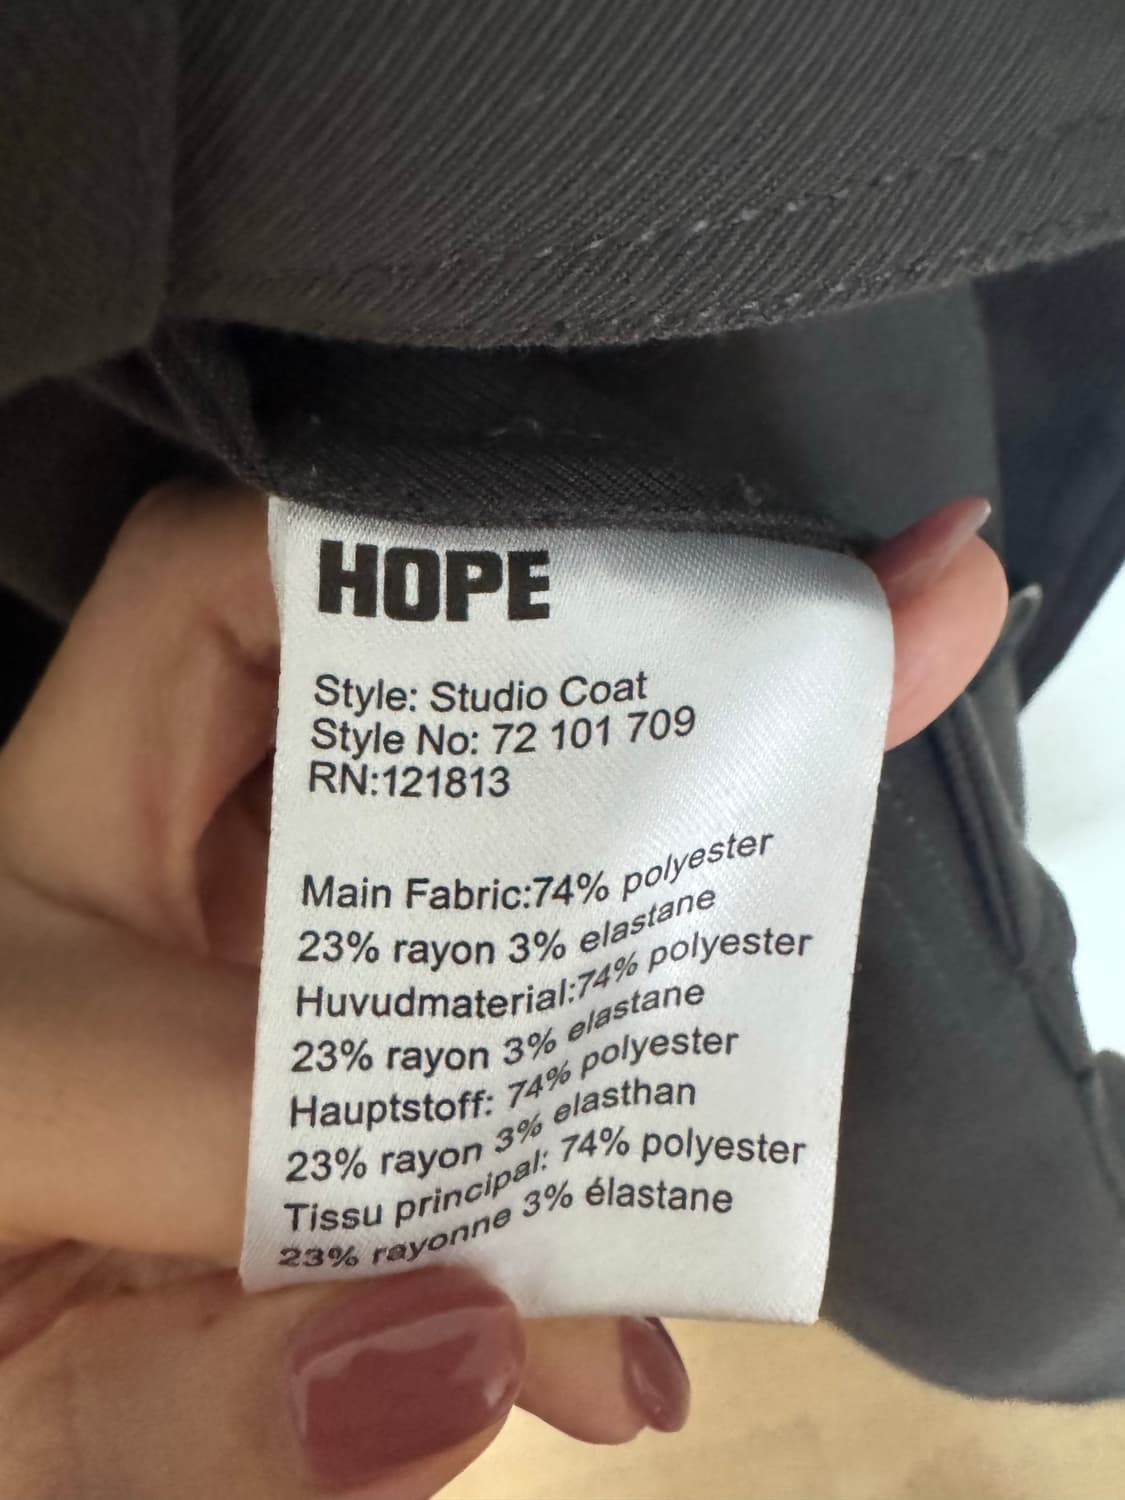 HOPE
Style: Studio Coat
Style No: 72 101 709
RN:121813
Main Fabric:74% polyester
23% rayon 3% elastane
Huvudmaterial:74% polyester
23% rayon 3% elastane
Hauptstoff: 74% polyester
23% rayon 3% elasthan
Tissu principal: 74% polyester
23% rayonne 3% élastane